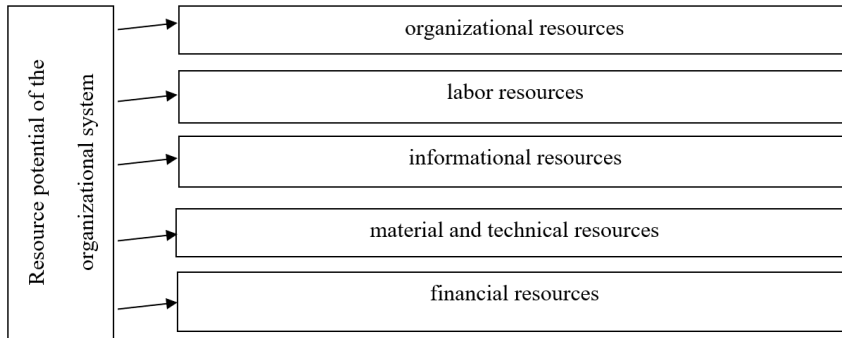 Resource potential of the
organizational system
organizational resources
labor resources
informational resources
material and technical resources
financial resources